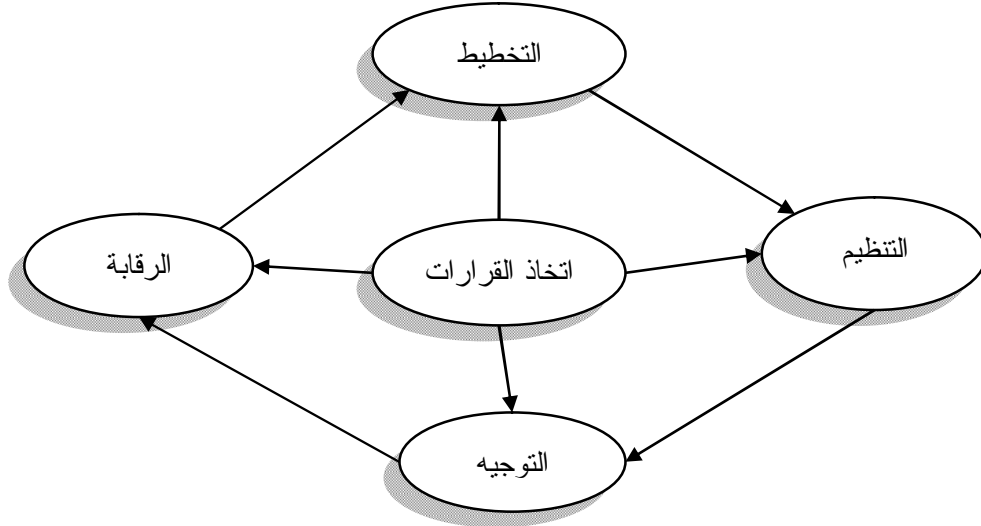 التخطيط
التنظيم
اتخاذ القرارات
الرقابة
التوجيه